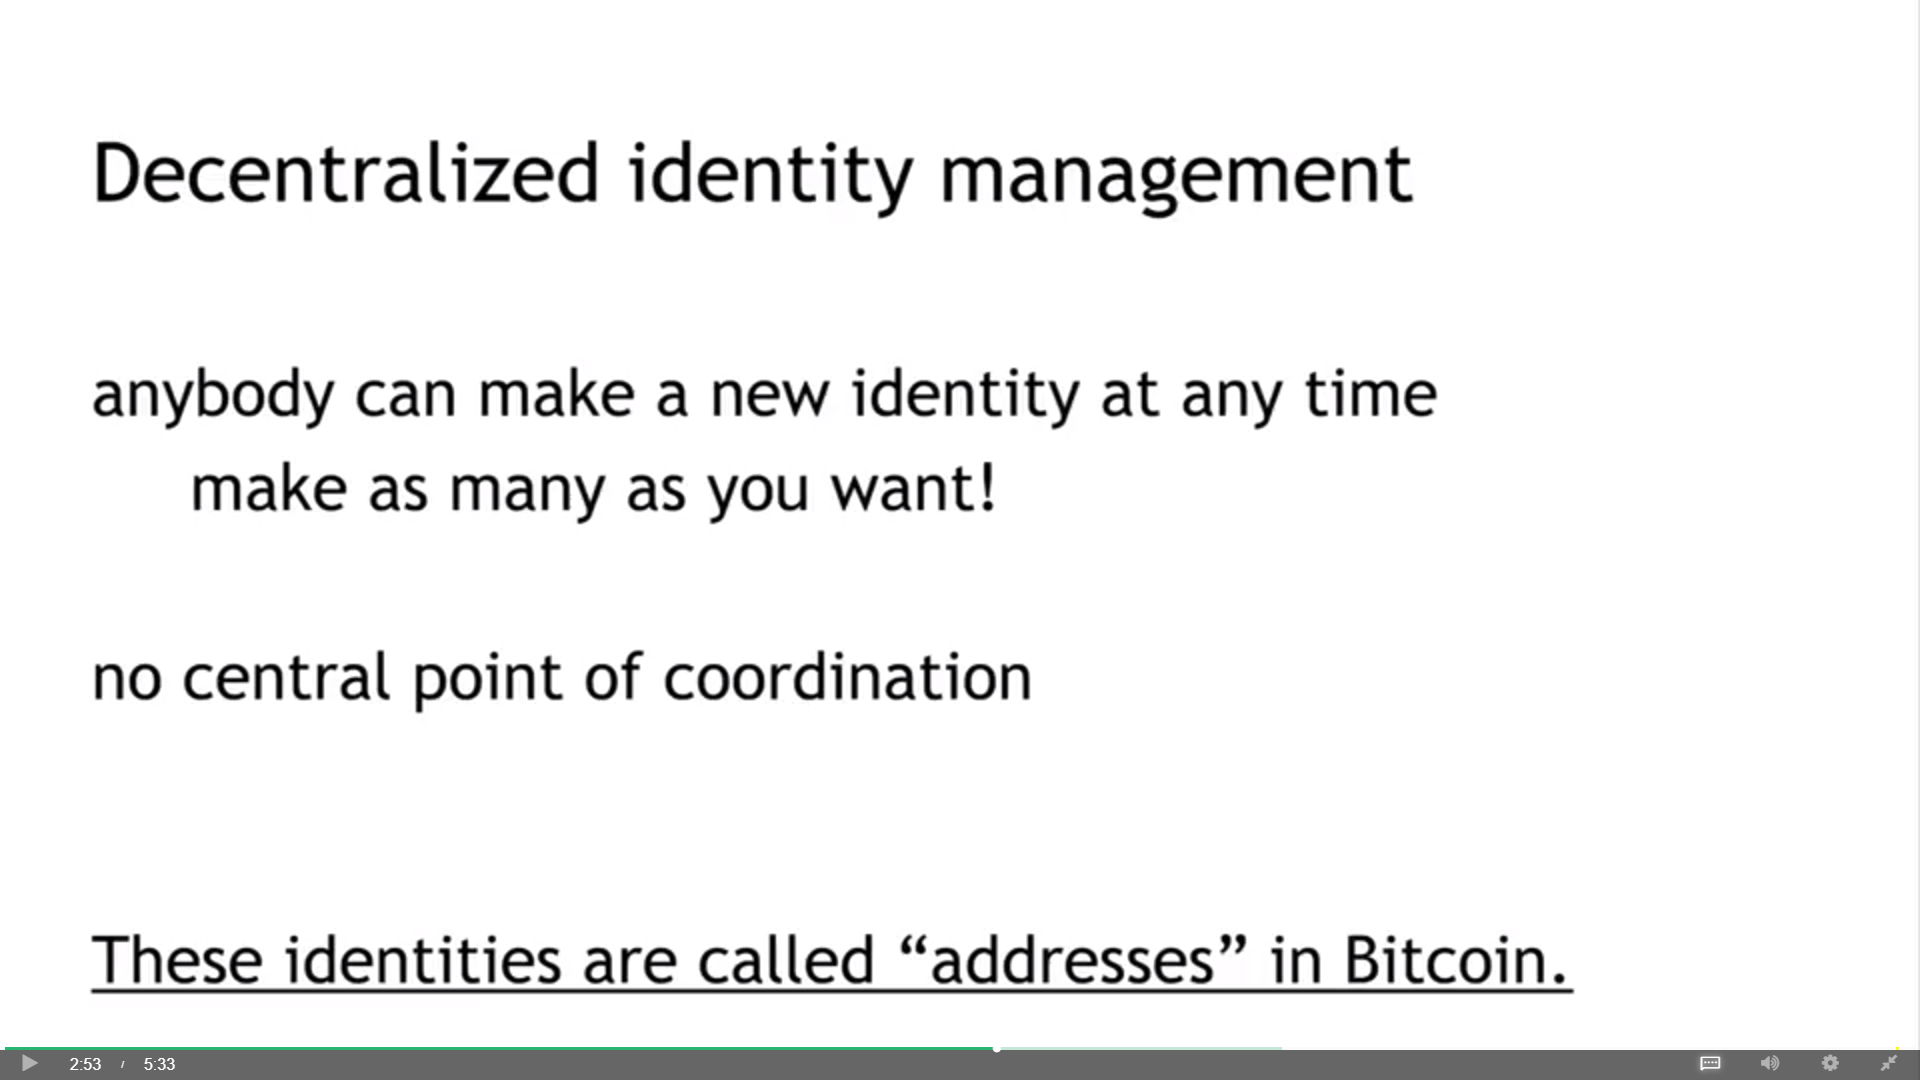 Decentralized identity management
anybody can make a new identity at any time
make as many as you want!
no central point of coordination
These identities are called “addresses” in Bitcoin.
2:53 / 5:33